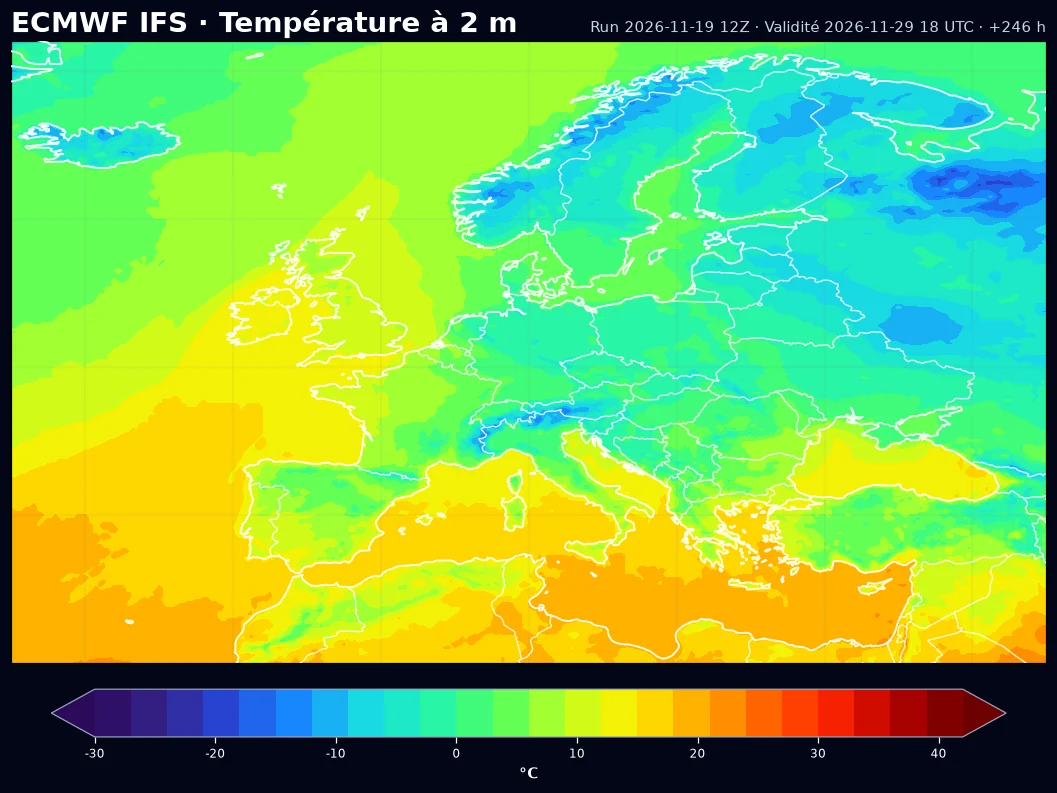 ECMWF IFS · Température à 2 m
Run 2026-11-19 12Z · Validité 2026-11-29 18 UTC · +246 h
-30 -20 -10 0 10 20 30 40
°C